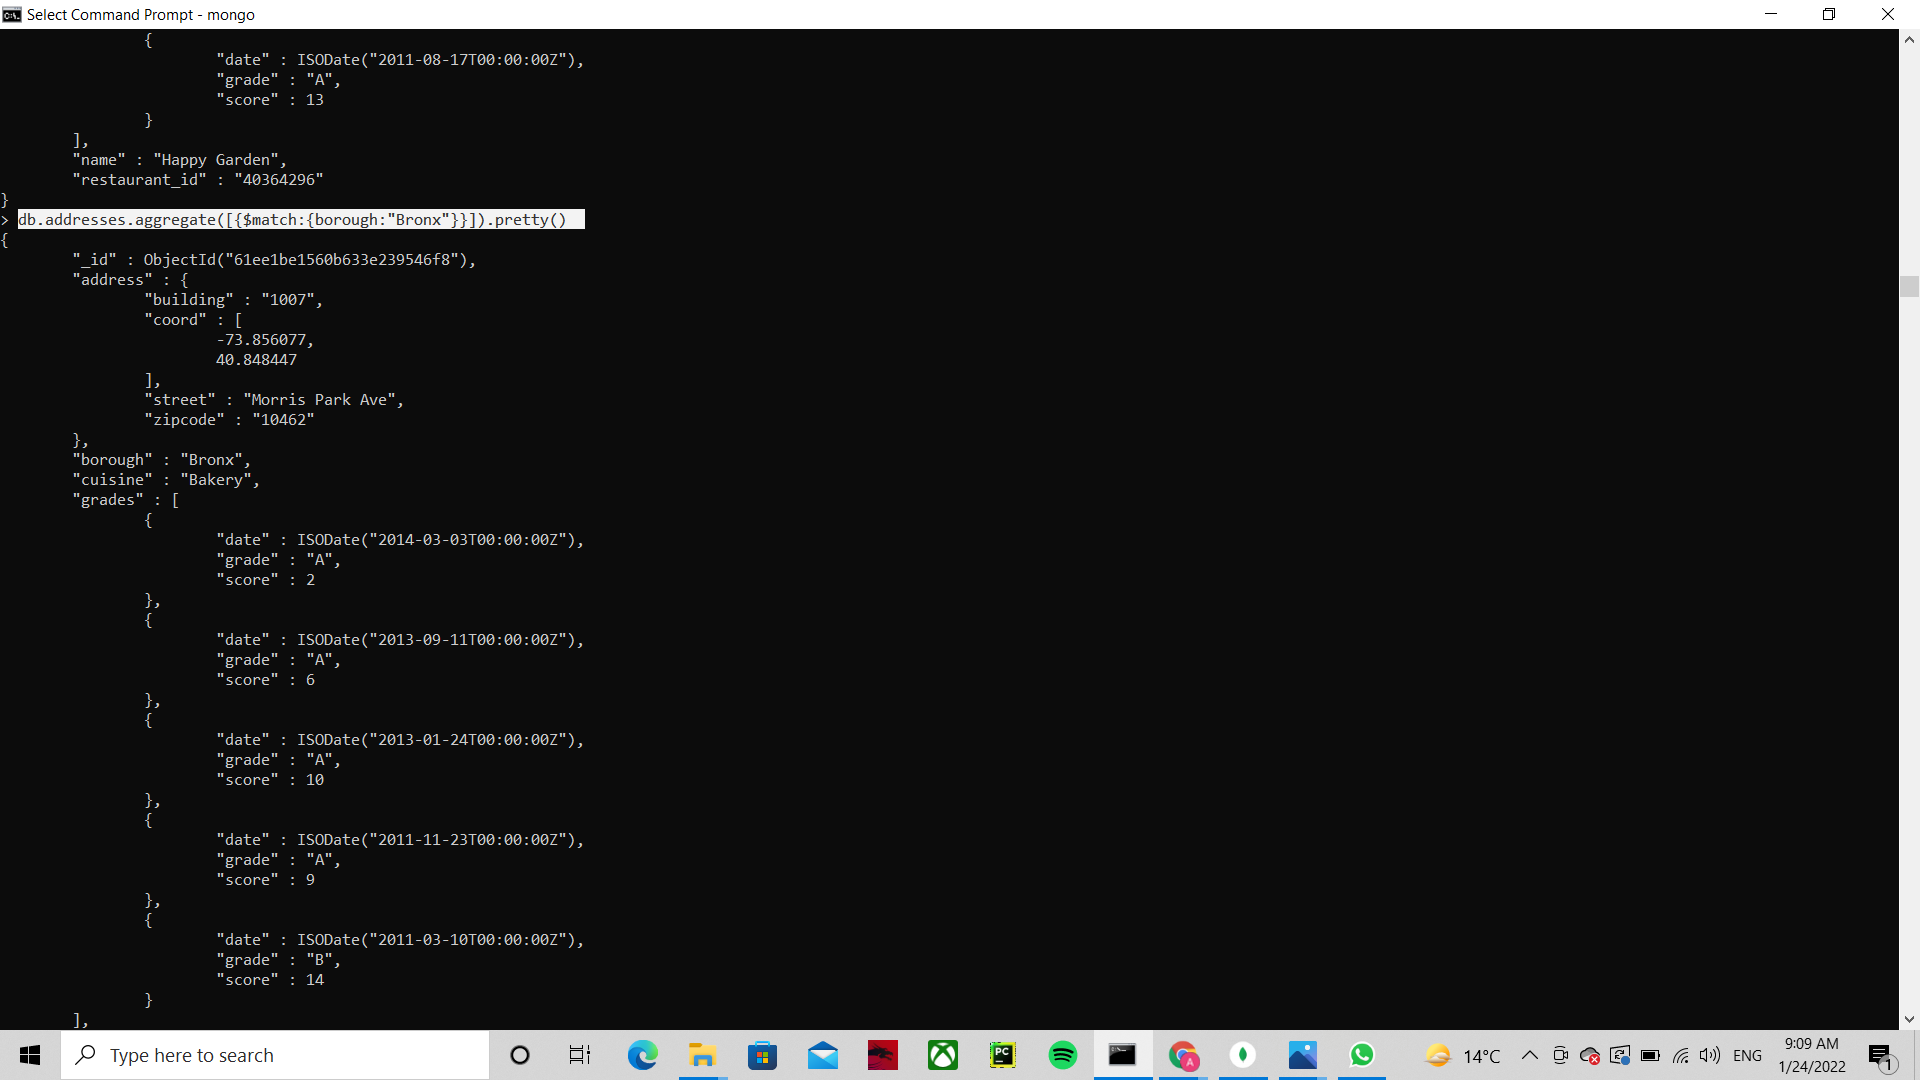 Select Command Prompt - mongo
{
"date" : ISODate("2011-08-17T00:00:00Z"),
"grade" : "A",
"score" : 13
}
],
"name" : "Happy Garden",
"restaurant_id" : "40364296"
}
> db.addresses.aggregate([{$match:{borough:"Bronx"}}]).pretty()
{
"_id" : ObjectId("61ee1be1560b633e239546f8"),
"address" : {
"building" : "1007",
"coord" : [
-73.856077,
40.848447
],
"street" : "Morris Park Ave",
"zipcode" : "10462"
},
"borough" : "Bronx",
"cuisine" : "Bakery",
"grades" : [
{
"date" : ISODate("2014-03-03T00:00:00Z"),
"grade" : "A",
"score" : 2
},
{
"date" : ISODate("2013-09-11T00:00:00Z"),
"grade" : "A",
"score" : 6
},
{
"date" : ISODate("2013-01-24T00:00:00Z"),
"grade" : "A",
"score" : 10
},
{
"date" : ISODate("2011-11-23T00:00:00Z"),
"grade" : "A",
"score" : 9
},
{
"date" : ISODate("2011-03-10T00:00:00Z"),
"grade" : "B",
"score" : 14
}
],
Type here to search
PC
A
14°C
ENG
9:09 AM
1/24/2022
1